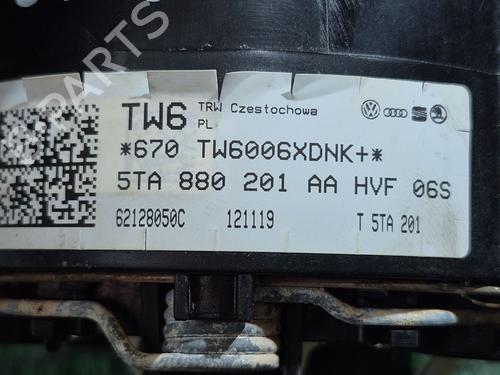 TW6 TRW Czestochowa
PL
*670 TW6006XDNK+*
5TA 880 201 AA HVF 06S
62128050C 121119 T 5TA 201